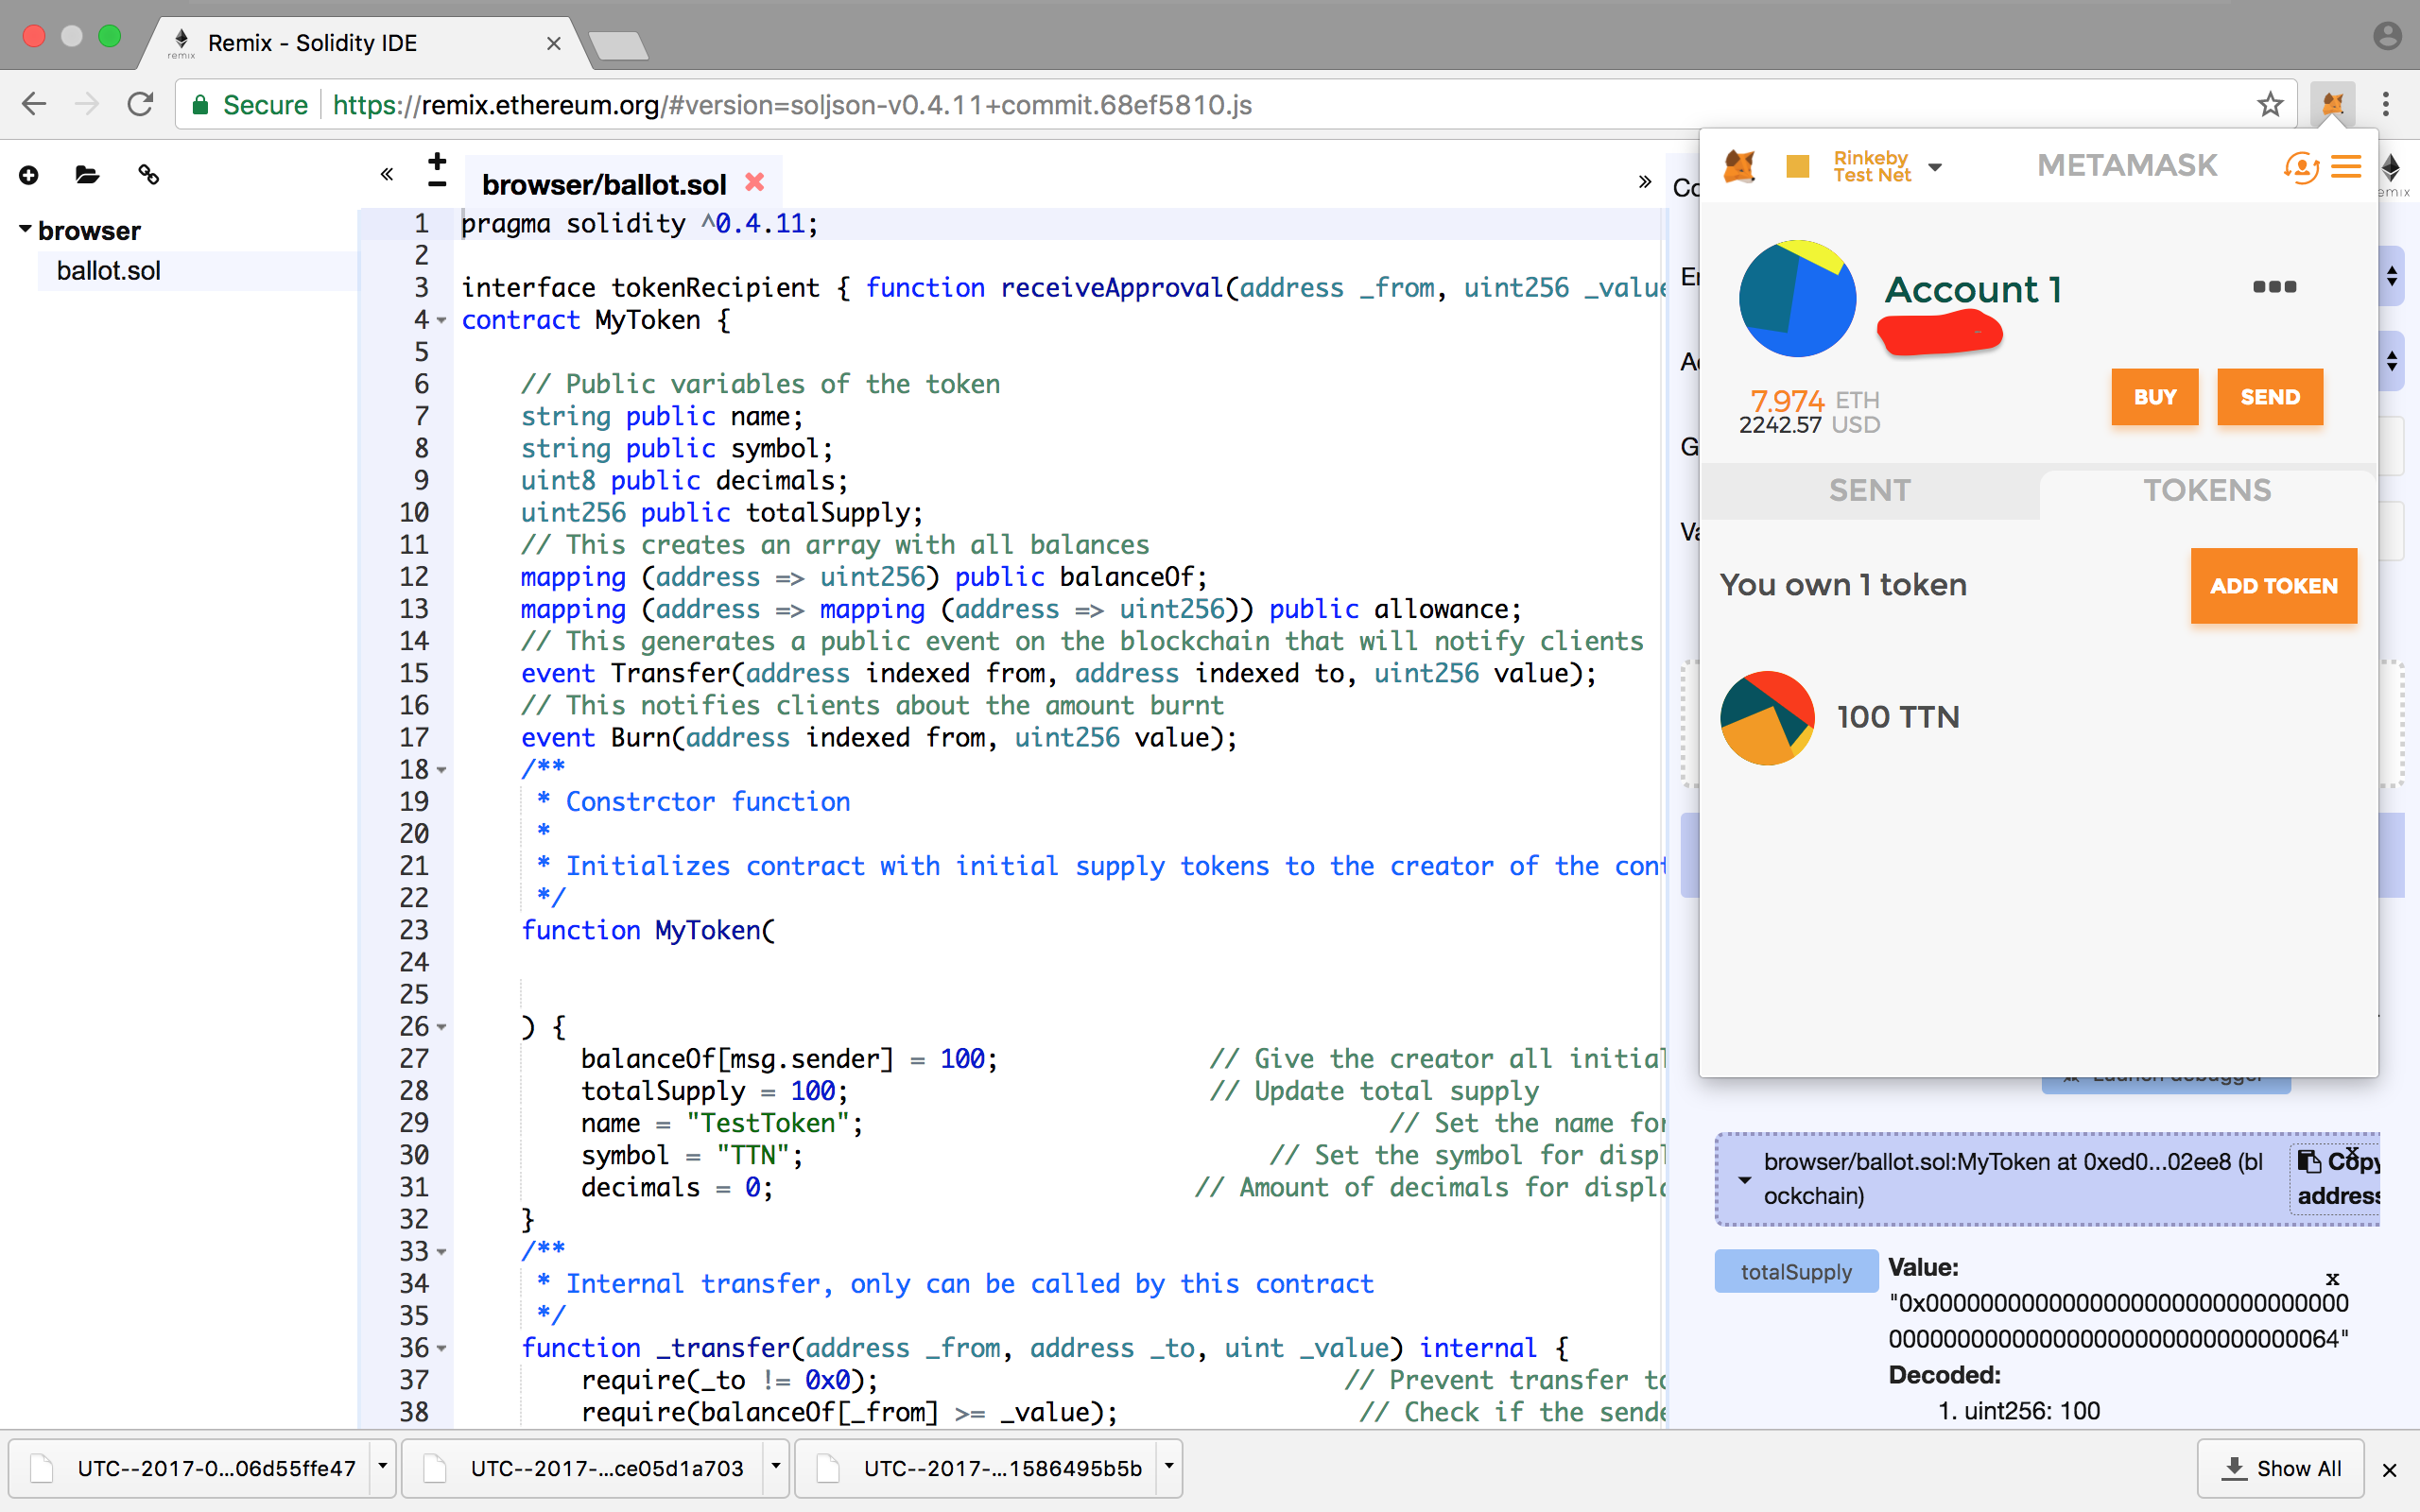 Remix - Solidity IDE
remix
Secure
https://remix.ethereum.org/#version=soljson-v0.4.11+commit.68ef5810.js
browser
ballot.sol
browser/ballot.sol
1 pragma solidity ^0.4.11;
2
3 interface tokenRecipient { function receiveApproval(address _from, uint256 _value
4 contract MyToken {
5
6 // Public variables of the token
7 string public name;
8 string public symbol;
9 uint8 public decimals;
10 uint256 public totalSupply;
11 // This creates an array with all balances
12 mapping (address => uint256) public balanceOf;
13 mapping (address => mapping (address => uint256)) public allowance;
14 // This generates a public event on the blockchain that will notify clients
15 event Transfer(address indexed from, address indexed to, uint256 value);
16 // This notifies clients about the amount burnt
17 event Burn(address indexed from, uint256 value);
18 /**
19 * Constrctor function
20 *
21 * Initializes contract with initial supply tokens to the creator of the cont
22 */
23 function MyToken(
24
25
26 ) {
27 balanceOf[msg.sender] = 100; // Give the creator all initial
28 totalSupply = 100; // Update total supply
29 name = "TestToken"; // Set the name for
30 symbol = "TTN"; // Set the symbol for displ
31 decimals = 0; // Amount of decimals for displa
32 }
33 /**
34 * Internal transfer, only can be called by this contract
35 */
36 function _transfer(address _from, address _to, uint _value) internal {
37 require(_to != 0x0); // Prevent transfer to
38 require(balanceOf[_from] >= _value); // Check if the sende
Rinkeby
Test Net
METAMASK
Account 1
7.974 ETH
2242.57 USD
BUY
SEND
SENT
TOKENS
You own 1 token
ADD TOKEN
100 TTN
Launch debugger
browser/ballot.sol:MyToken at 0xed0...02ee8 (bl
ockchain)
Copy
address
totalSupply
Value:
"0x0000000000000000000000000000000
000000000000000000000000000000064"
Decoded:
1. uint256: 100
UTC--2017-0...06d55ffe47
UTC--2017-...ce05d1a703
UTC--2017-...1586495b5b
Show All